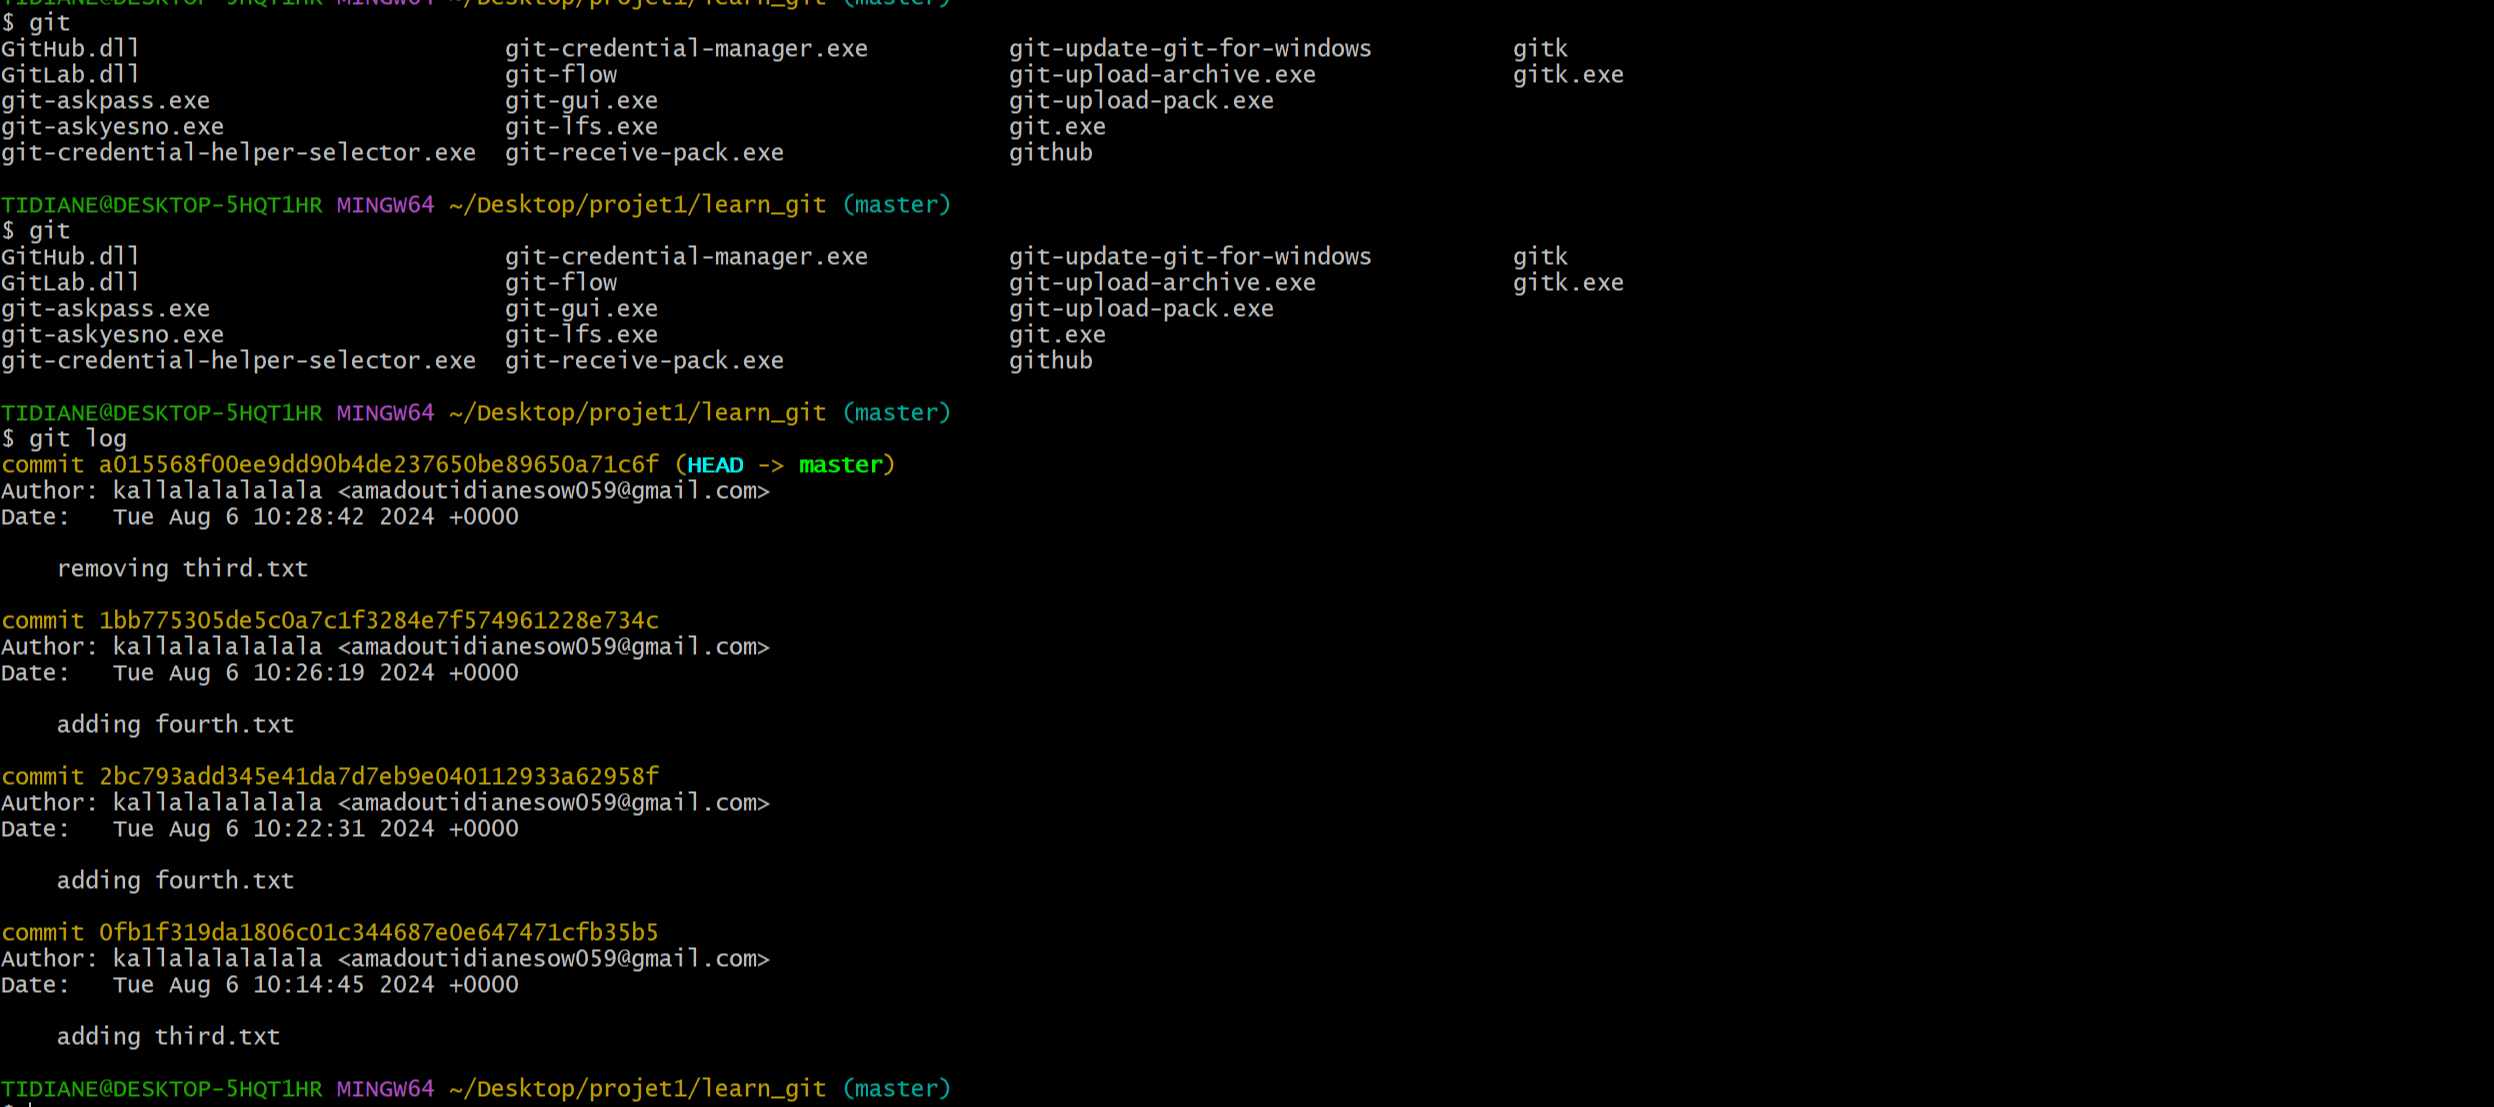 TIDIANE@DESKTOP-5HQT1HR MINGW64 ~/Desktop/projet1/learn_git (master)
$ git
GitHub.dll git-credential-manager.exe git-update-git-for-windows gitk
GitLab.dll git-flow git-upload-archive.exe gitk.exe
git-askpass.exe git-gui.exe git-upload-pack.exe
git-askyesno.exe git-lfs.exe git.exe
git-credential-helper-selector.exe git-receive-pack.exe github
TIDIANE@DESKTOP-5HQT1HR MINGW64 ~/Desktop/projet1/learn_git (master)
$ git
GitHub.dll git-credential-manager.exe git-update-git-for-windows gitk
GitLab.dll git-flow git-upload-archive.exe gitk.exe
git-askpass.exe git-gui.exe git-upload-pack.exe
git-askyesno.exe git-lfs.exe git.exe
git-credential-helper-selector.exe git-receive-pack.exe github
TIDIANE@DESKTOP-5HQT1HR MINGW64 ~/Desktop/projet1/learn_git (master)
$ git log
commit a015568f00ee9dd90b4de237650be89650a71c6f (HEAD -> master)
Author: kallalalalalala <amadoutidianesow059@gmail.com>
Date: Tue Aug 6 10:28:42 2024 +0000
removing third.txt
commit 1bb775305de5c0a7c1f3284e7f574961228e734c
Author: kallalalalalala <amadoutidianesow059@gmail.com>
Date: Tue Aug 6 10:26:19 2024 +0000
adding fourth.txt
commit 2bc793add345e41da7d7eb9e040112933a62958f
Author: kallalalalalala <amadoutidianesow059@gmail.com>
Date: Tue Aug 6 10:22:31 2024 +0000
adding fourth.txt
commit 0fb1f319da1806c01c344687e0e647471cfb35b5
Author: kallalalalalala <amadoutidianesow059@gmail.com>
Date: Tue Aug 6 10:14:45 2024 +0000
adding third.txt
TIDIANE@DESKTOP-5HQT1HR MINGW64 ~/Desktop/projet1/learn_git (master)
$